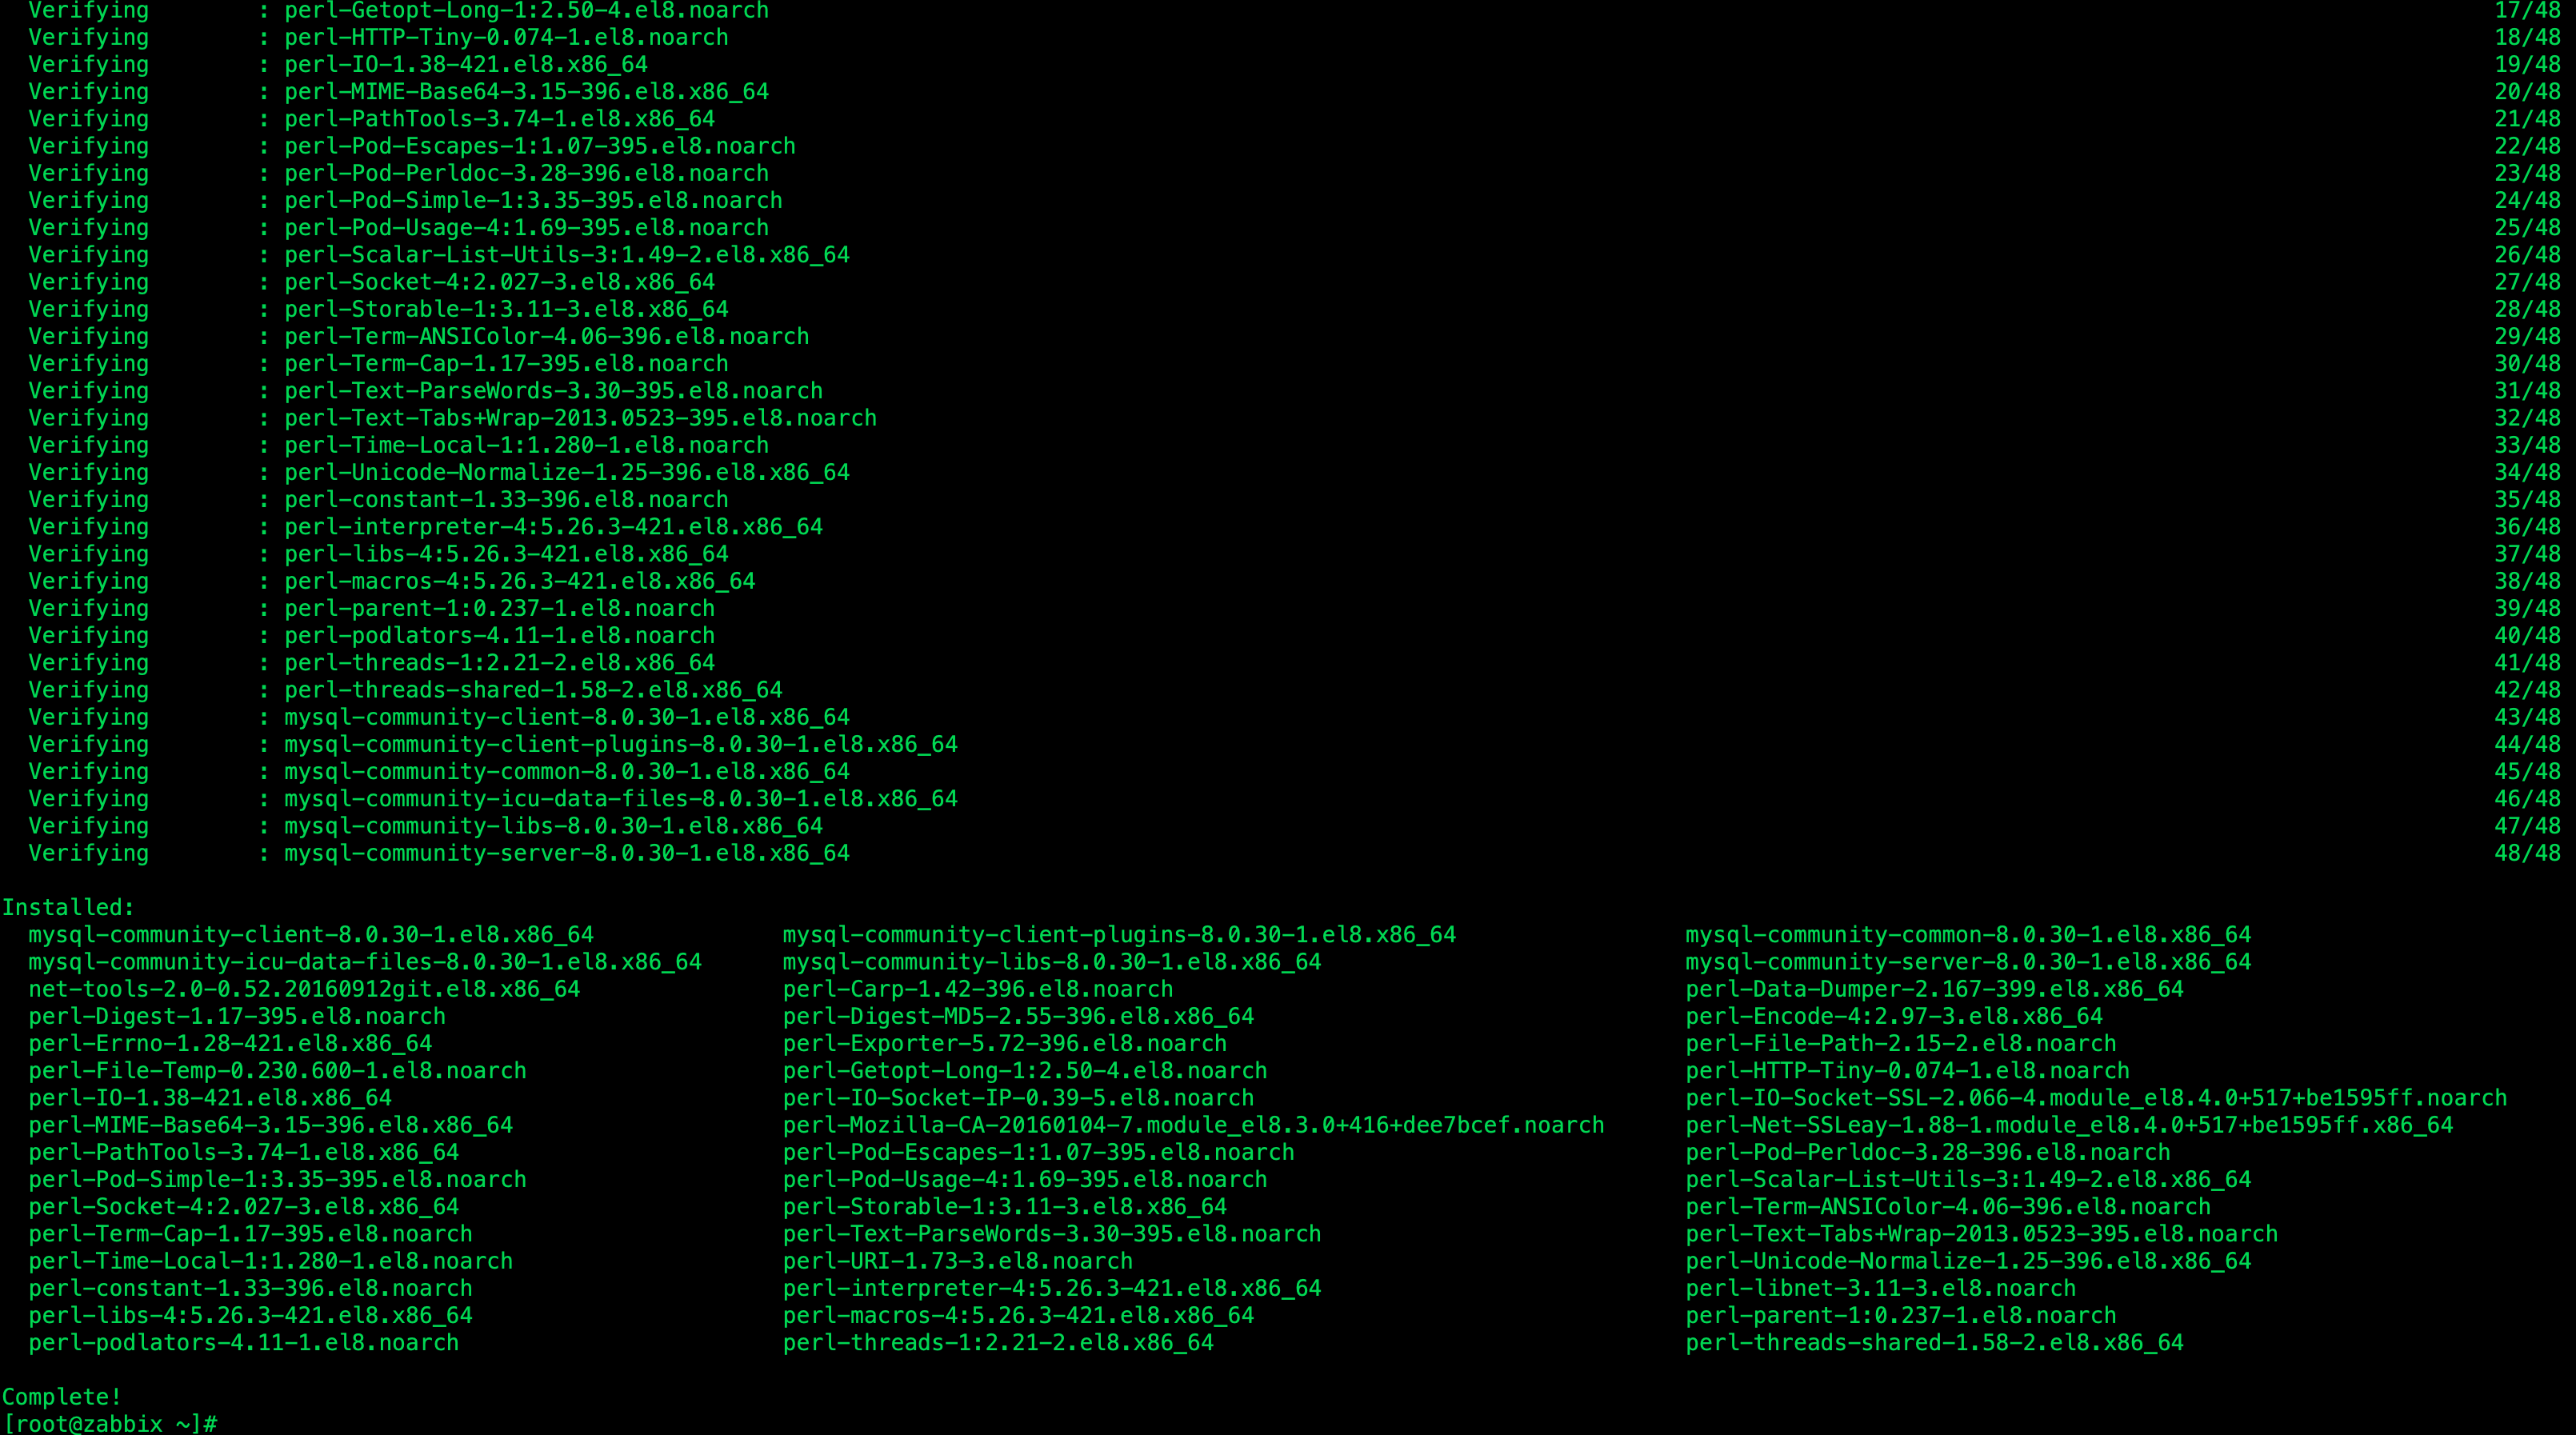 Verifying : perl-Getopt-Long-1:2.50-4.el8.noarch 17/48
Verifying : perl-HTTP-Tiny-0.074-1.el8.noarch 18/48
Verifying : perl-IO-1.38-421.el8.x86_64 19/48
Verifying : perl-MIME-Base64-3.15-396.el8.x86_64 20/48
Verifying : perl-PathTools-3.74-1.el8.x86_64 21/48
Verifying : perl-Pod-Escapes-1:1.07-395.el8.noarch 22/48
Verifying : perl-Pod-Perldoc-3.28-396.el8.noarch 23/48
Verifying : perl-Pod-Simple-1:3.35-395.el8.noarch 24/48
Verifying : perl-Pod-Usage-4:1.69-395.el8.noarch 25/48
Verifying : perl-Scalar-List-Utils-3:1.49-2.el8.x86_64 26/48
Verifying : perl-Socket-4:2.027-3.el8.x86_64 27/48
Verifying : perl-Storable-1:3.11-3.el8.x86_64 28/48
Verifying : perl-Term-ANSIColor-4.06-396.el8.noarch 29/48
Verifying : perl-Term-Cap-1.17-395.el8.noarch 30/48
Verifying : perl-Text-ParseWords-3.30-395.el8.noarch 31/48
Verifying : perl-Text-Tabs+Wrap-2013.0523-395.el8.noarch 32/48
Verifying : perl-Time-Local-1:1.280-1.el8.noarch 33/48
Verifying : perl-Unicode-Normalize-1.25-396.el8.x86_64 34/48
Verifying : perl-constant-1.33-396.el8.noarch 35/48
Verifying : perl-interpreter-4:5.26.3-421.el8.x86_64 36/48
Verifying : perl-libs-4:5.26.3-421.el8.x86_64 37/48
Verifying : perl-macros-4:5.26.3-421.el8.x86_64 38/48
Verifying : perl-parent-1:0.237-1.el8.noarch 39/48
Verifying : perl-podlators-4.11-1.el8.noarch 40/48
Verifying : perl-threads-1:2.21-2.el8.x86_64 41/48
Verifying : perl-threads-shared-1.58-2.el8.x86_64 42/48
Verifying : mysql-community-client-8.0.30-1.el8.x86_64 43/48
Verifying : mysql-community-client-plugins-8.0.30-1.el8.x86_64 44/48
Verifying : mysql-community-common-8.0.30-1.el8.x86_64 45/48
Verifying : mysql-community-icu-data-files-8.0.30-1.el8.x86_64 46/48
Verifying : mysql-community-libs-8.0.30-1.el8.x86_64 47/48
Verifying : mysql-community-server-8.0.30-1.el8.x86_64 48/48
Installed:
mysql-community-client-8.0.30-1.el8.x86_64 mysql-community-client-plugins-8.0.30-1.el8.x86_64 mysql-community-common-8.0.30-1.el8.x86_64
mysql-community-icu-data-files-8.0.30-1.el8.x86_64 mysql-community-libs-8.0.30-1.el8.x86_64 mysql-community-server-8.0.30-1.el8.x86_64
net-tools-2.0-0.52.20160912git.el8.x86_64 perl-Carp-1.42-396.el8.noarch perl-Data-Dumper-2.167-399.el8.x86_64
perl-Digest-1.17-395.el8.noarch perl-Digest-MD5-2.55-396.el8.x86_64 perl-Encode-4:2.97-3.el8.x86_64
perl-Errno-1.28-421.el8.x86_64 perl-Exporter-5.72-396.el8.noarch perl-File-Path-2.15-2.el8.noarch
perl-File-Temp-0.230.600-1.el8.noarch perl-Getopt-Long-1:2.50-4.el8.noarch perl-HTTP-Tiny-0.074-1.el8.noarch
perl-IO-1.38-421.el8.x86_64 perl-IO-Socket-IP-0.39-5.el8.noarch perl-IO-Socket-SSL-2.066-4.module_el8.4.0+517+be1595ff.noarch
perl-MIME-Base64-3.15-396.el8.x86_64 perl-Mozilla-CA-20160104-7.module_el8.3.0+416+dee7bcef.noarch perl-Net-SSLeay-1.88-1.module_el8.4.0+517+be1595ff.x86_64
perl-PathTools-3.74-1.el8.x86_64 perl-Pod-Escapes-1:1.07-395.el8.noarch perl-Pod-Perldoc-3.28-396.el8.noarch
perl-Pod-Simple-1:3.35-395.el8.noarch perl-Pod-Usage-4:1.69-395.el8.noarch perl-Scalar-List-Utils-3:1.49-2.el8.x86_64
perl-Socket-4:2.027-3.el8.x86_64 perl-Storable-1:3.11-3.el8.x86_64 perl-Term-ANSIColor-4.06-396.el8.noarch
perl-Term-Cap-1.17-395.el8.noarch perl-Text-ParseWords-3.30-395.el8.noarch perl-Text-Tabs+Wrap-2013.0523-395.el8.noarch
perl-Time-Local-1:1.280-1.el8.noarch perl-URI-1.73-3.el8.noarch perl-Unicode-Normalize-1.25-396.el8.x86_64
perl-constant-1.33-396.el8.noarch perl-interpreter-4:5.26.3-421.el8.x86_64 perl-libnet-3.11-3.el8.noarch
perl-libs-4:5.26.3-421.el8.x86_64 perl-macros-4:5.26.3-421.el8.x86_64 perl-parent-1:0.237-1.el8.noarch
perl-podlators-4.11-1.el8.noarch perl-threads-1:2.21-2.el8.x86_64 perl-threads-shared-1.58-2.el8.x86_64
Complete!
[root@zabbix ~]#